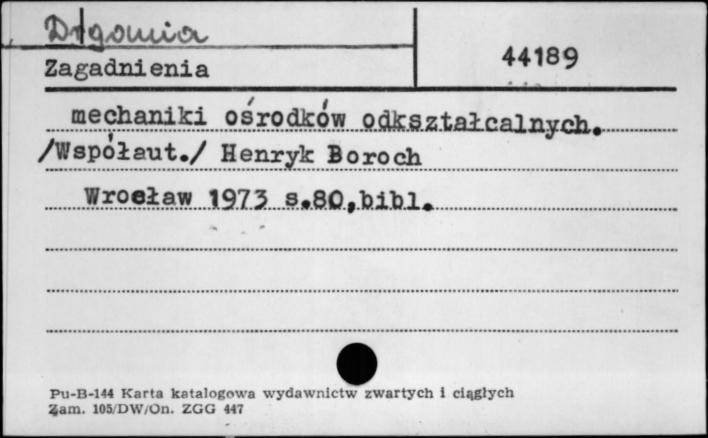 Zagadnienia
44189
mechaniki ośrodków odkształcalnych.
/Współaut./ Henryk Boroch
Wrocław 1973 s.80,bibl.
Pu-B-144 Karta katalogowa wydawnictw zwartych i ciągłych
Zam. 105/DW/On. ZGG 447